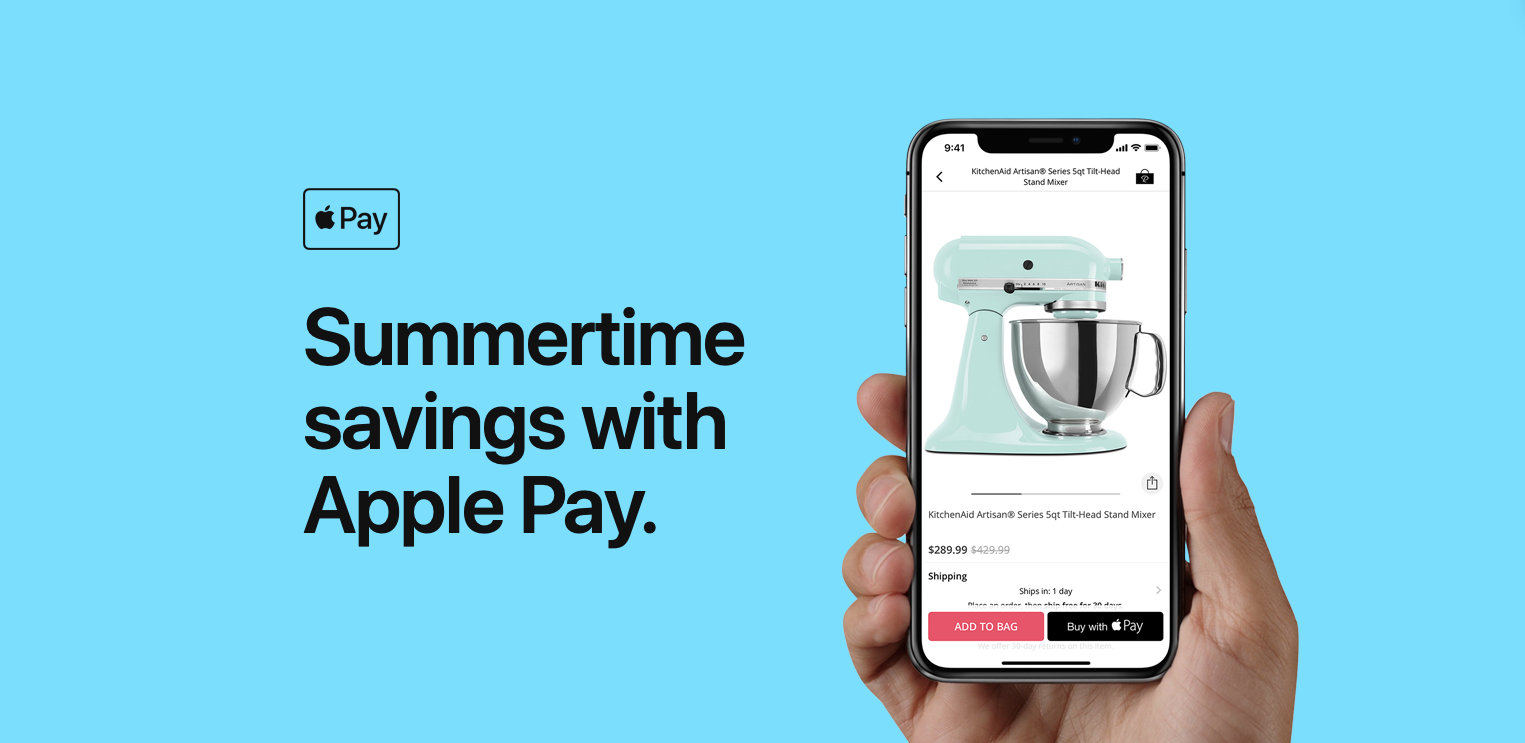 Pay
Summertime
savings with
Apple Pay.
9:41
KitchenAid Artisan® Series 5qt Tilt-Head
Stand Mixer
ARTISAN
KitchenAid Artisan® Series 5qt Tilt-Head Stand Mixer
$289.99 $429.99
Shipping
Ships in: 1 day
Place an order, then ship free for 30 days
ADD TO BAG
Buy with Pay
We offer 30-day returns on this item.